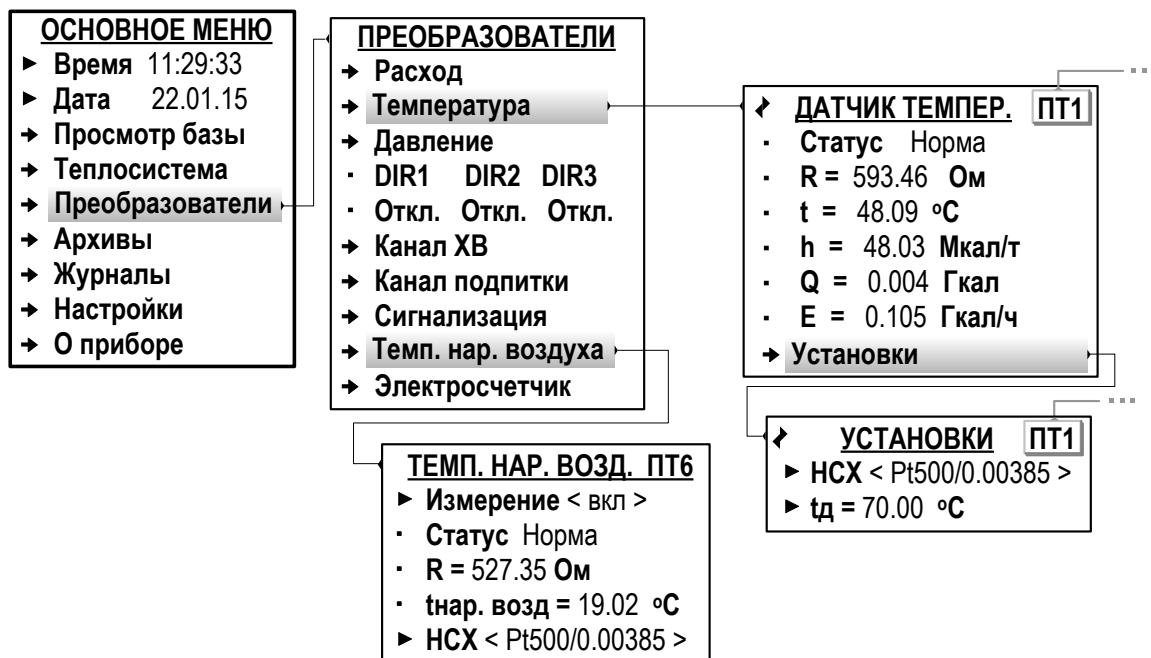 ОСНОВНОЕ МЕНЮ
Время 11:29:33
Дата 22.01.15
Просмотр базы
Теплосистема
Преобразователи
Архивы
Журналы
Настройки
О приборе
ПРЕОБРАЗОВАТЕЛИ
Расход
Температура
Давление
DIR1 DIR2 DIR3
Откл. Откл. Откл.
Канал ХВ
Канал подпитки
Сигнализация
Темп. нар. воздуха
Электросчетчик
ДАТЧИК ТЕМПЕР. ПТ1
Статус Норма
R = 593.46 Ом
t = 48.09 ºС
h = 48.03 Мкал/т
Q = 0.004 Гкал
E = 0.105 Гкал/ч
Установки
УСТАНОВКИ ПТ1
НСХ < Pt500/0.00385 >
tд = 70.00 ºС
ТЕМП. НАР. ВОЗД. ПТ6
Измерение < вкл >
Статус Норма
R = 527.35 Ом
tнар. возд = 19.02 ºС
НСХ < Pt500/0.00385 >